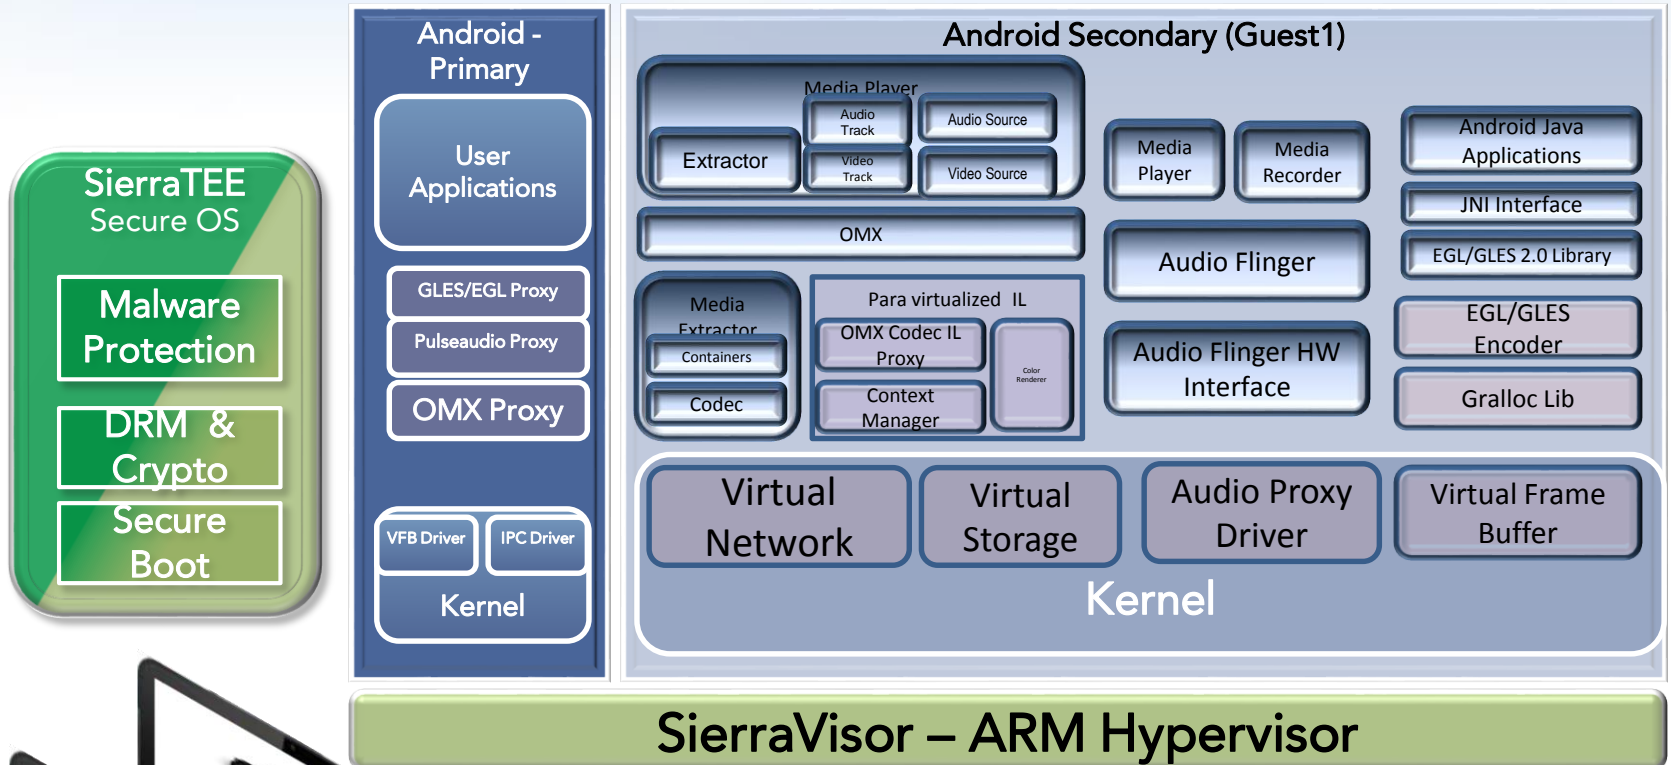 SierraTEE
Secure OS
Malware
Protection
DRM &
Crypto
Secure
Boot
Android -
Primary
User
Applications
GLES/EGL Proxy
Pulseaudio Proxy
OMX Proxy
VFB Driver
IPC Driver
Kernel
Android Secondary (Guest1)
Media Player
Extractor
Audio
Track
Video
Track
Audio Source
Video Source
OMX
Media
Extractor
Containers
Codec
Para virtualized IL
OMX Codec IL
Proxy
Context
Manager
Color
Renderer
Media
Player
Media
Recorder
Audio Flinger
Audio Flinger HW
Interface
Android Java
Applications
JNI Interface
EGL/GLES 2.0 Library
EGL/GLES
Encoder
Gralloc Lib
Virtual
Network
Virtual
Storage
Audio Proxy
Driver
Virtual Frame
Buffer
Kernel
SierraVisor – ARM Hypervisor